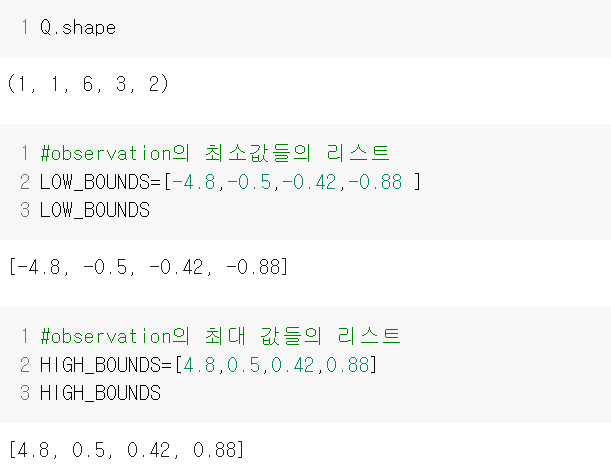 1 Q.shape
(1, 1, 6, 3, 2)
1 #observation의 최소값들의 리스트
2 LOW_BOUNDS=[-4.8,-0.5,-0.42,-0.88 ]
3 LOW_BOUNDS
[-4.8, -0.5, -0.42, -0.88]
1 #observation의 최대 값들의 리스트
2 HIGH_BOUNDS=[4.8,0.5,0.42,0.88]
3 HIGH_BOUNDS
[4.8, 0.5, 0.42, 0.88]